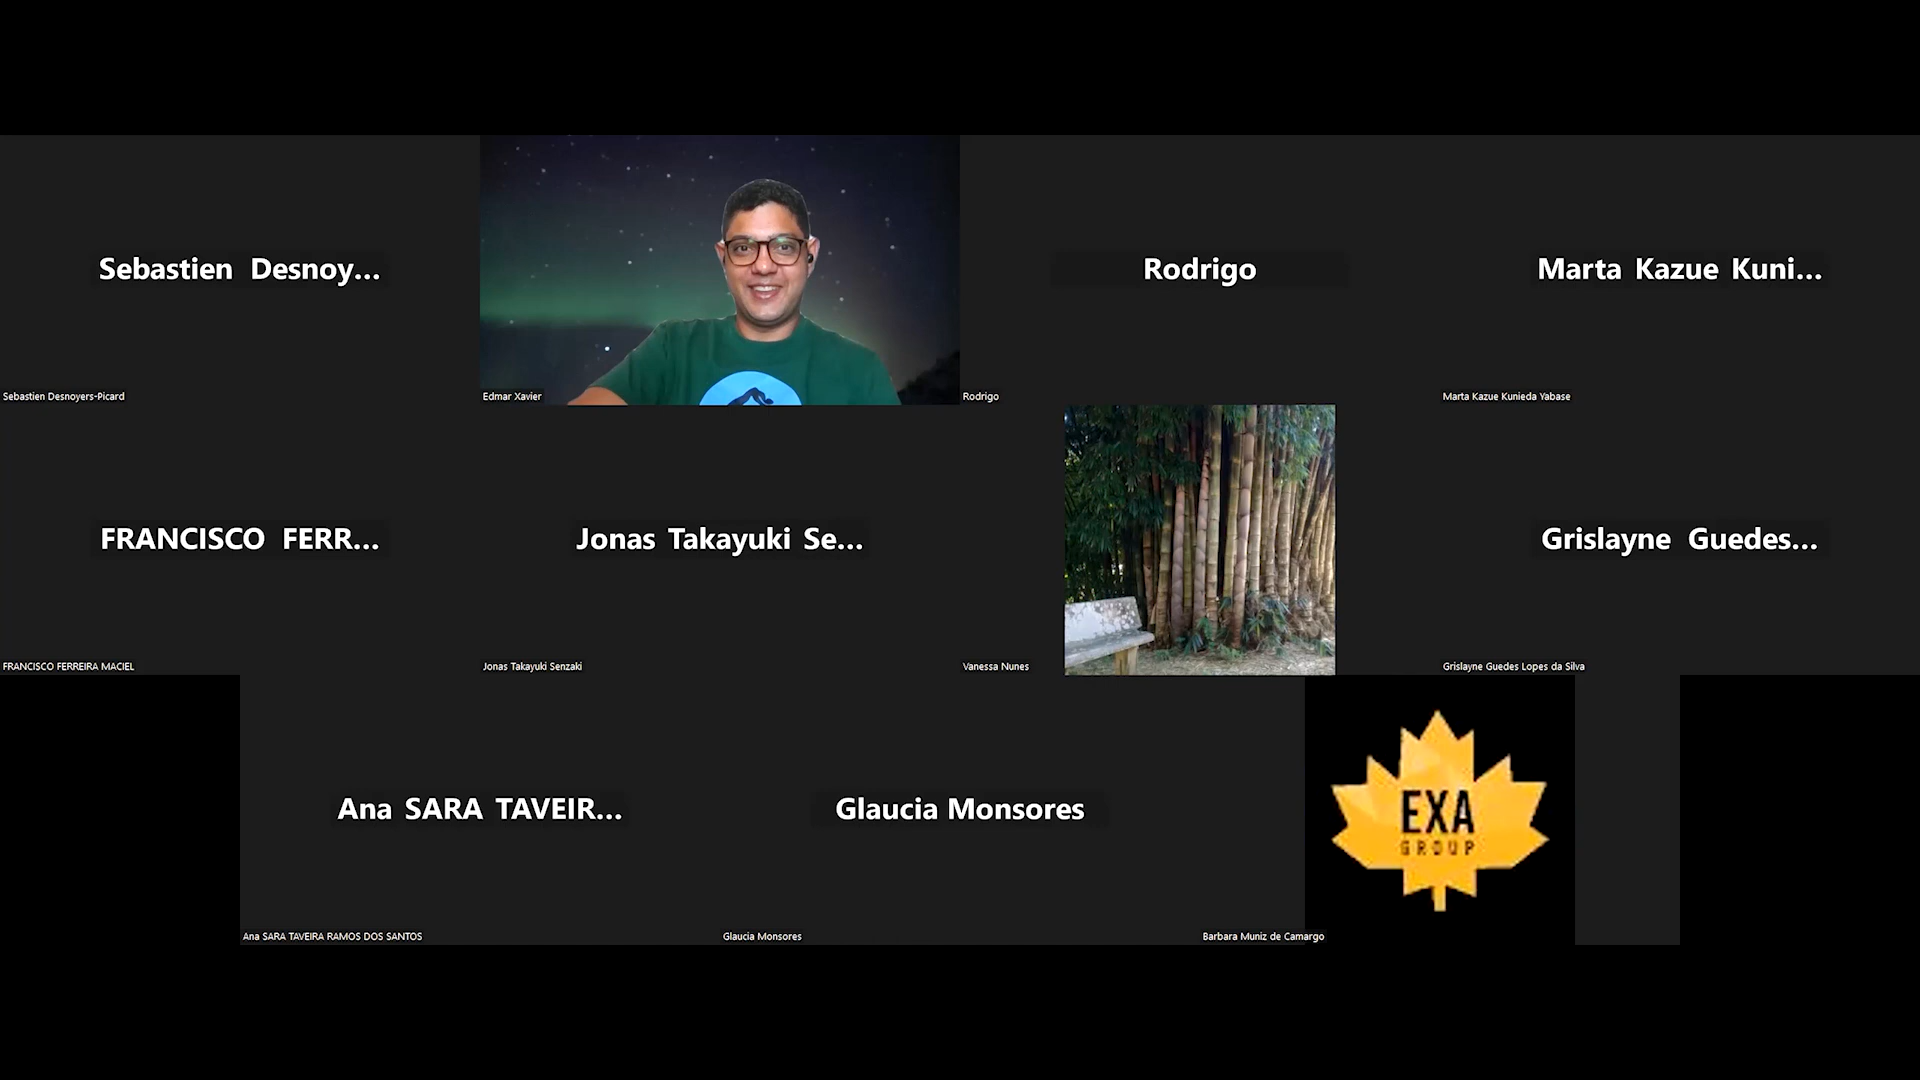 Sebastien Desnoy...
Sebastien Desnoyers-Picard
Edmar Xavier
Rodrigo
Rodrigo
Marta Kazue Kuni...
Marta Kazue Kunieda Yabase
FRANCISCO FERR...
FRANCISCO FERREIRA MACIEL
Jonas Takayuki Se...
Jonas Takayuki Senzaki
Vanessa Nunes
Grislayne Guedes...
Grislayne Guedes Lopes da Silva
Ana SARA TAVEIR...
Ana SARA TAVEIRA RAMOS DOS SANTOS
Glaucia Monsores
Glaucia Monsores
EXA
GROUP
Barbara Muniz de Camargo